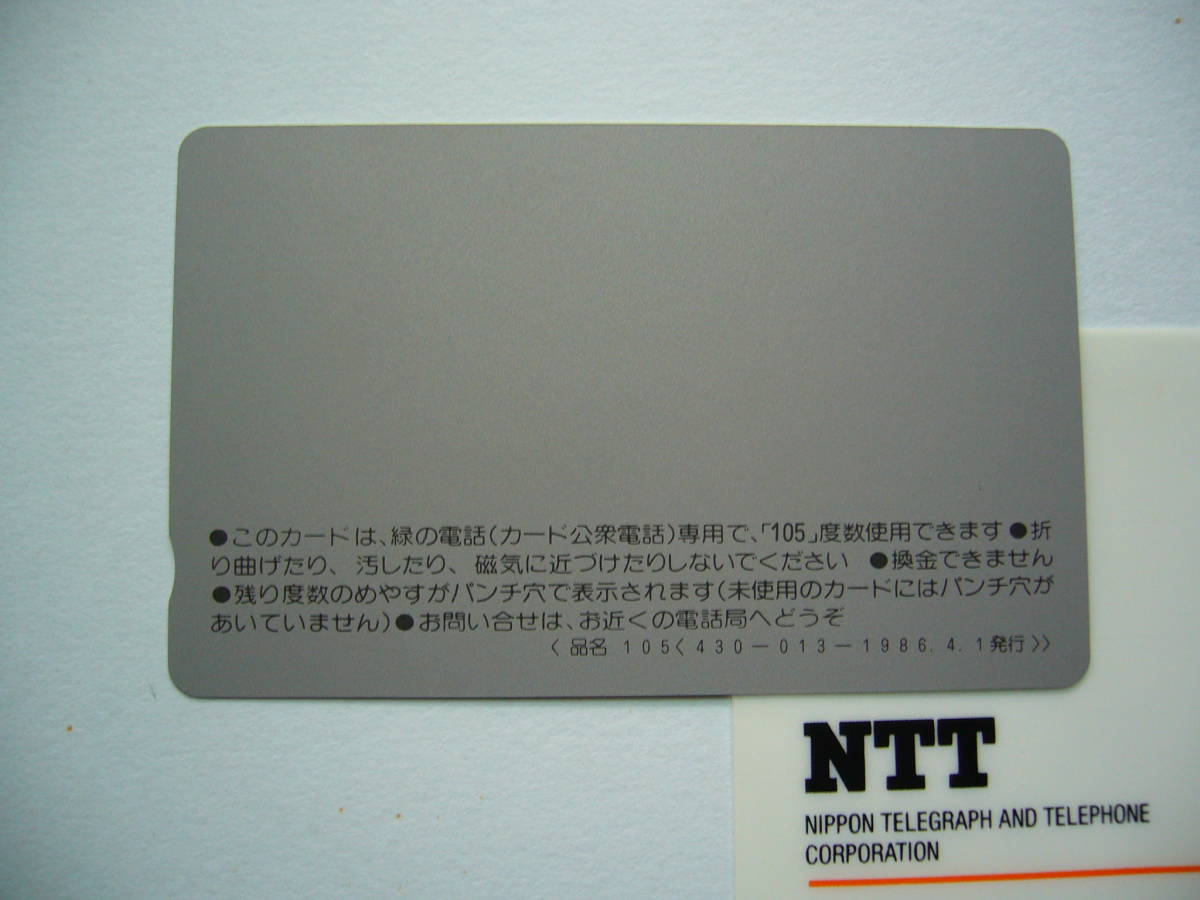 ●このカードは、緑の電話(カード公衆電話)専用で、「105」度数使用できます●折
り曲げたり、汚したり、磁気に近づけたりしないでください ●換金できません
●残り度数のめやすがパンチ穴で表示されます(未使用のカードにはパンチ穴が
あいていません)●お問い合せは、お近くの電話局へどうぞ
〈品名 105〈430－013－1986.4.1発行〉〉
NTT
NIPPON TELEGRAPH AND TELEPHONE
CORPORATION